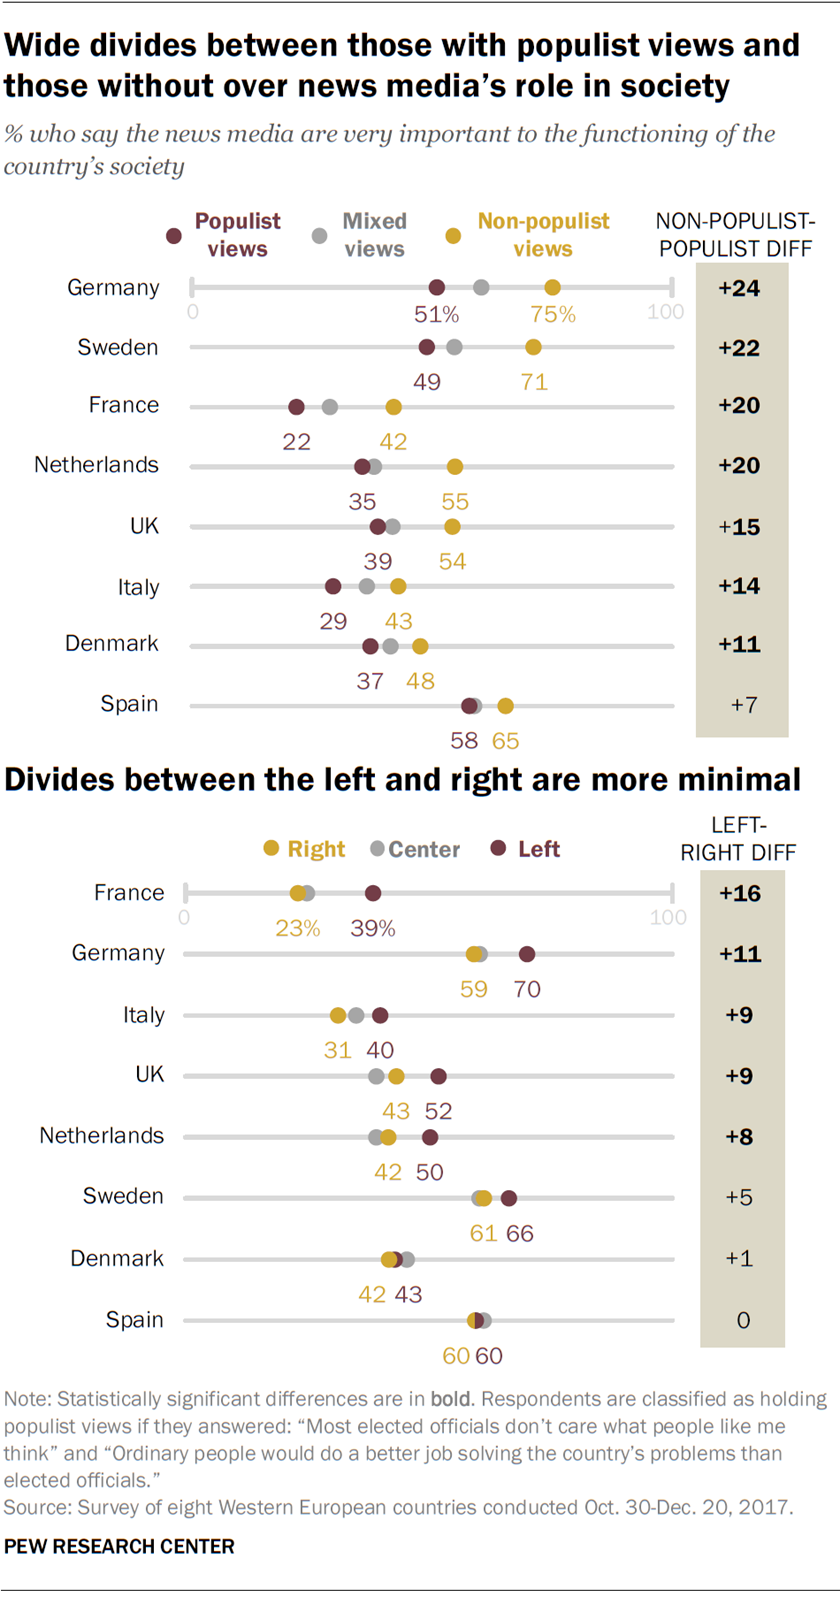 Wide divides between those with populist views and
those without over news media's role in society
% who say the news media are very important to the functioning of the
country's society
Populist views
Mixed views
Non-populist views
NON-POPULIST-
POPULIST DIFF
Germany +24
0 51% 75% 100
Sweden +22
49 71
France +20
22 42
Netherlands +20
35 55
UK +15
39 54
Italy +14
29 43
Denmark +11
37 48
Spain +7
58 65
Divides between the left and right are more minimal
Right Center Left
LEFT-
RIGHT DIFF
France +16
0 23% 39% 100
Germany +11
59 70
Italy +9
31 40
UK +9
43 52
Netherlands +8
42 50
Sweden +5
61 66
Denmark +1
42 43
Spain 0
60 60
Note: Statistically significant differences are in bold. Respondents are classified as holding
populist views if they answered: “Most elected officials don’t care what people like me
think” and “Ordinary people would do a better job solving the country’s problems than
elected officials.”
Source: Survey of eight Western European countries conducted Oct. 30-Dec. 20, 2017.
PEW RESEARCH CENTER